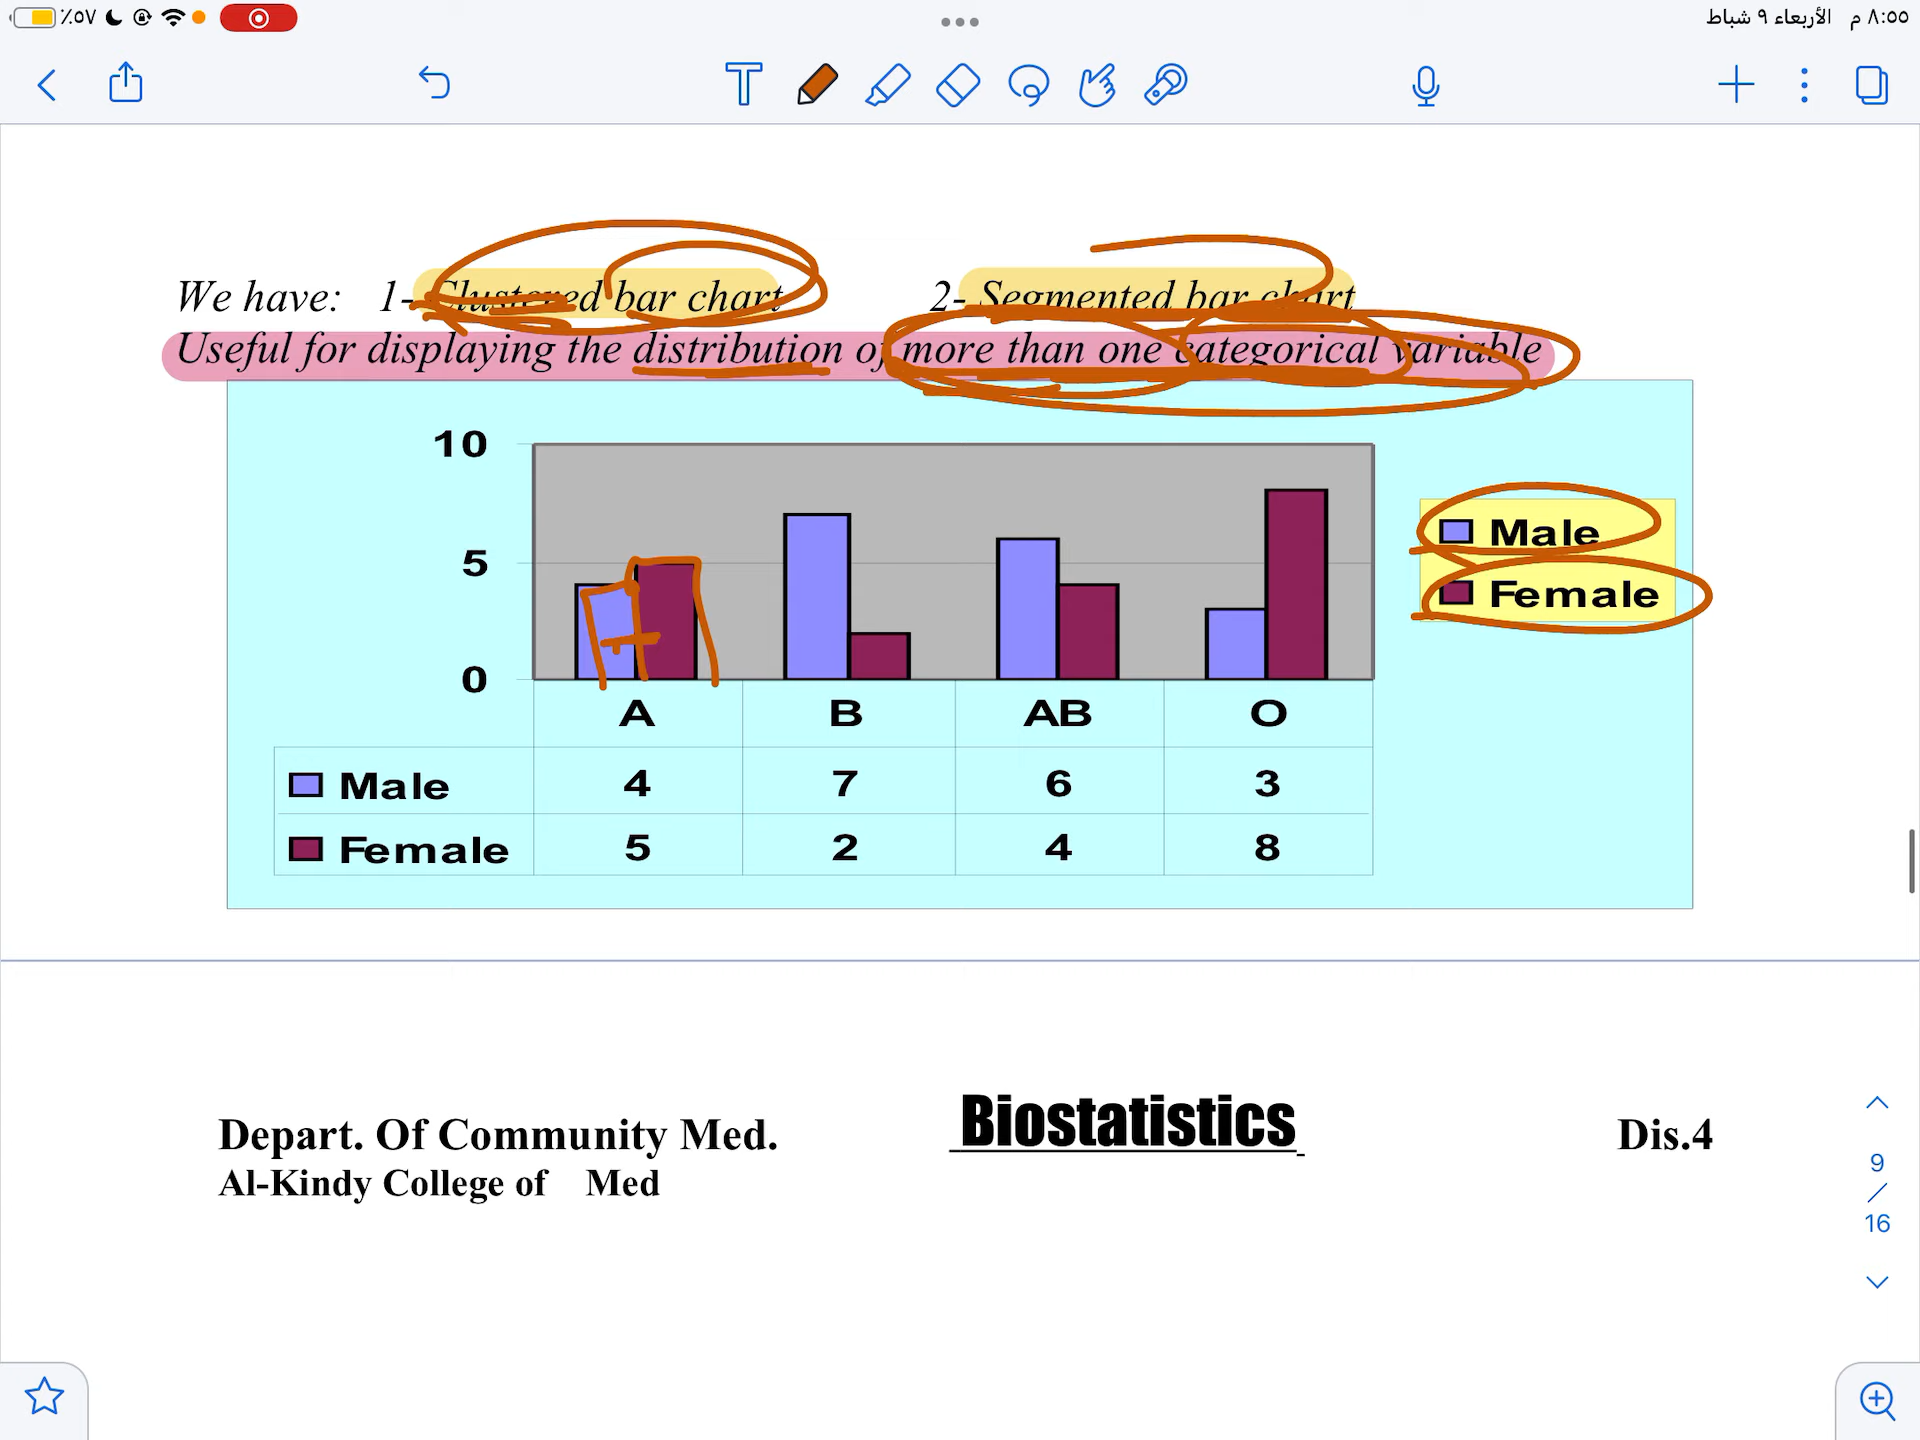 ٪٥٧
٨:٥٥ م الأربعاء ٩ شباط
We have: 1- Clustered bar chart 2- Segmented bar chart
Useful for displaying the distribution of more than one categorical variable
10
5
0
Male
Female
A B AB O
Male 4 7 6 3
Female 5 2 4 8
Depart. Of Community Med. Biostatistics Dis.4
Al-Kindy College of Med
9
/
16